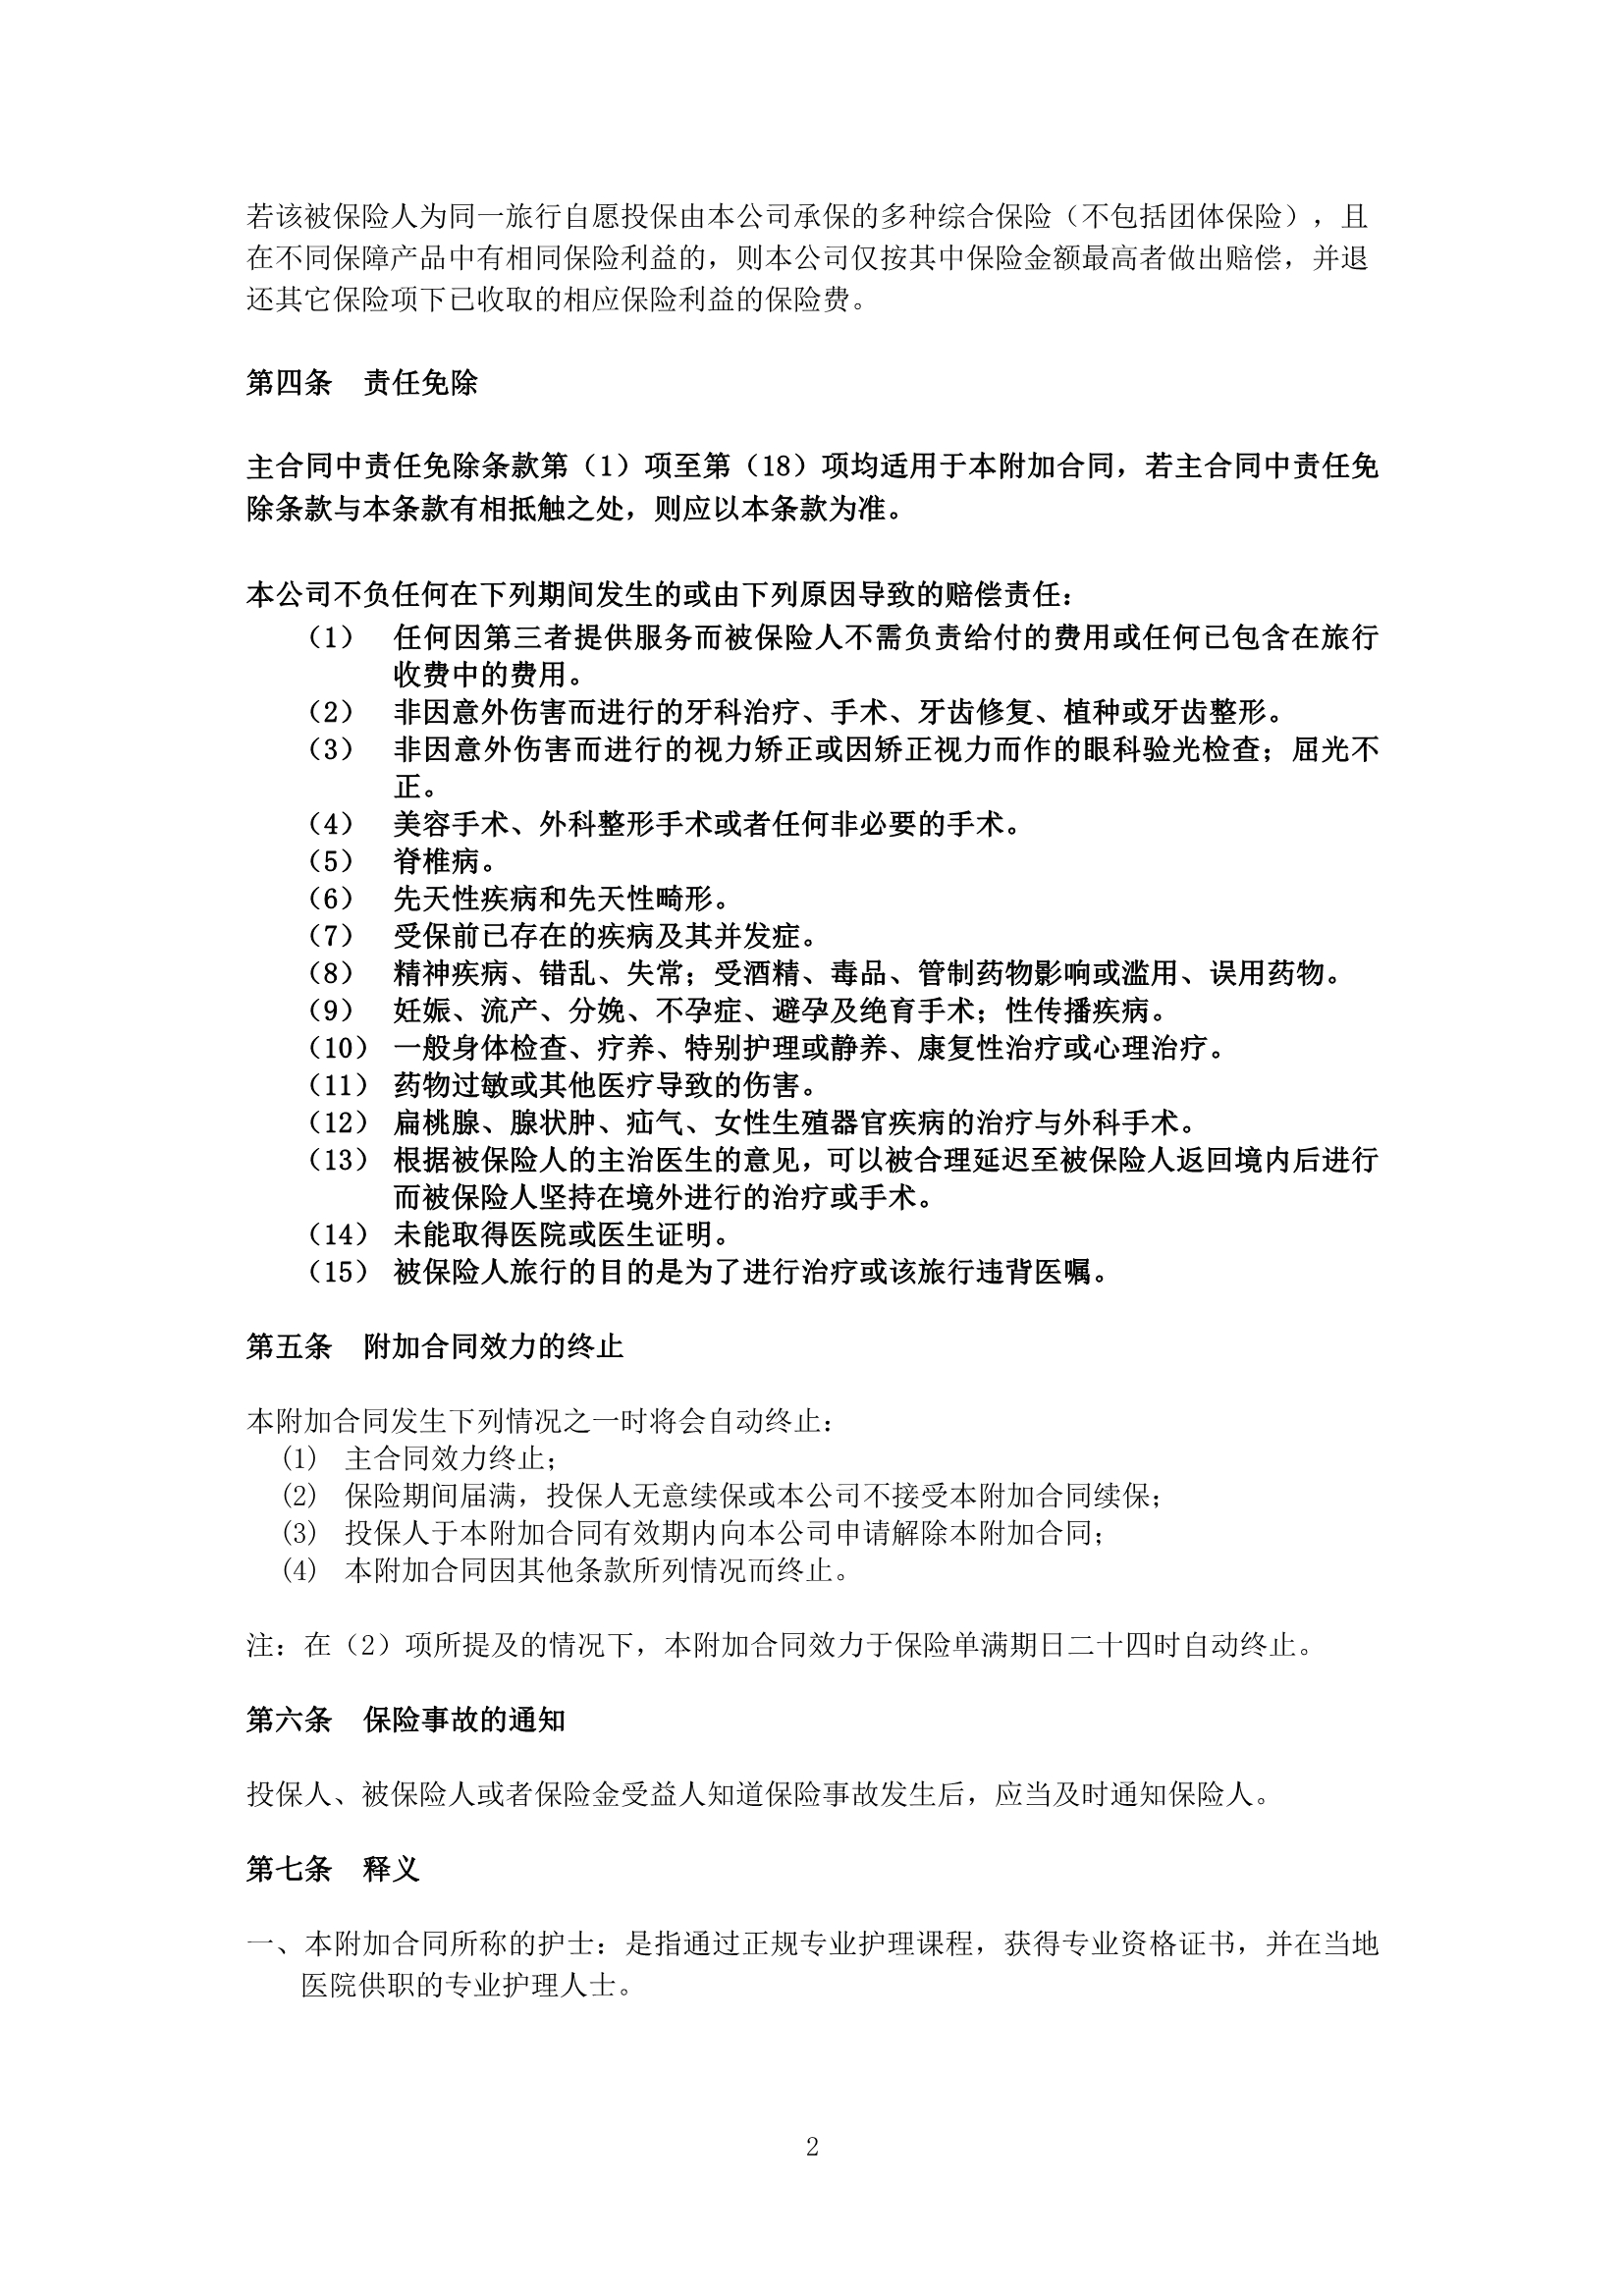 若该被保险人为同一旅行自愿投保由本公司承保的多种综合保险（不包括团体保险），且
在不同保障产品中有相同保险利益的，则本公司仅按其中保险金额最高者做出赔偿，并退
还其它保险项下已收取的相应保险利益的保险费。
第四条　责任免除
主合同中责任免除条款第（1）项至第（18）项均适用于本附加合同，若主合同中责任免
除条款与本条款有相抵触之处，则应以本条款为准。
本公司不负任何在下列期间发生的或由下列原因导致的赔偿责任：
（1） 任何因第三者提供服务而被保险人不需负责给付的费用或任何已包含在旅行
收费中的费用。
（2） 非因意外伤害而进行的牙科治疗、手术、牙齿修复、植种或牙齿整形。
（3） 非因意外伤害而进行的视力矫正或因矫正视力而作的眼科验光检查；屈光不
正。
（4） 美容手术、外科整形手术或者任何非必要的手术。
（5） 脊椎病。
（6） 先天性疾病和先天性畸形。
（7） 受保前已存在的疾病及其并发症。
（8） 精神疾病、错乱、失常；受酒精、毒品、管制药物影响或滥用、误用药物。
（9） 妊娠、流产、分娩、不孕症、避孕及绝育手术；性传播疾病。
（10） 一般身体检查、疗养、特别护理或静养、康复性治疗或心理治疗。
（11） 药物过敏或其他医疗导致的伤害。
（12） 扁桃腺、腺状肿、疝气、女性生殖器官疾病的治疗与外科手术。
（13） 根据被保险人的主治医生的意见，可以被合理延迟至被保险人返回境内后进行
而被保险人坚持在境外进行的治疗或手术。
（14） 未能取得医院或医生证明。
（15） 被保险人旅行的目的是为了进行治疗或该旅行违背医嘱。
第五条　附加合同效力的终止
本附加合同发生下列情况之一时将会自动终止：
(1) 主合同效力终止；
(2) 保险期间届满，投保人无意续保或本公司不接受本附加合同续保；
(3) 投保人于本附加合同有效期内向本公司申请解除本附加合同；
(4) 本附加合同因其他条款所列情况而终止。
注：在（2）项所提及的情况下，本附加合同效力于保险单满期日二十四时自动终止。
第六条　保险事故的通知
投保人、被保险人或者保险金受益人知道保险事故发生后，应当及时通知保险人。
第七条　释义
一、本附加合同所称的护士：是指通过正规专业护理课程，获得专业资格证书，并在当地
医院供职的专业护理人士。
2